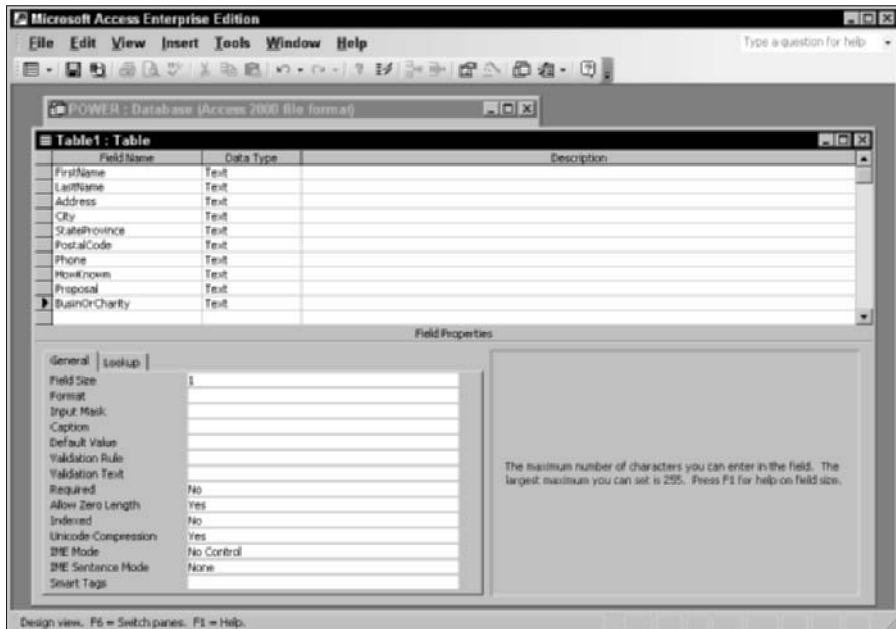 Microsoft Access Enterprise Edition
File Edit View Insert Tools Window Help Type a question for help
POWER : Database (Access 2000 file format)
Table1 : Table
Field Name Data Type Description
FirstName Text
LastName Text
Address Text
City Text
StateProvince Text
PostalCode Text
Phone Text
HowKnown Text
Proposal Text
BusinOrCharity Text
Field Properties
General Lookup
Field Size 1
Format
Input Mask
Caption
Default Value
Validation Rule
Validation Text
Required No
Allow Zero Length Yes
Indexed No
Unicode Compression Yes
IME Mode No Control
IME Sentence Mode None
Smart Tags
The maximum number of characters you can enter in the field. The
largest maximum you can set is 255. Press F1 for help on field size.
Design view. F6 = Switch panes. F1 = Help.